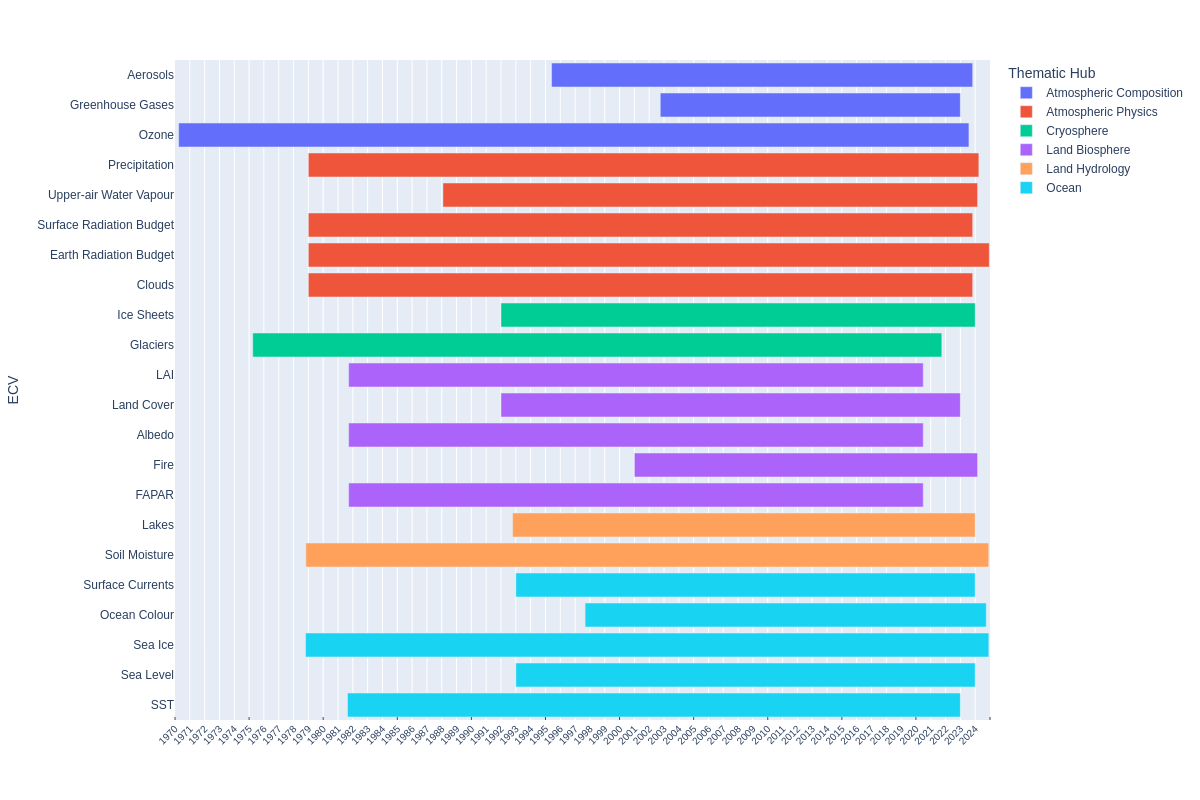 Thematic Hub
Atmospheric Composition
Atmospheric Physics
Cryosphere
Land Biosphere
Land Hydrology
Ocean
ECV
Aerosols
Greenhouse Gases
Ozone
Precipitation
Upper-air Water Vapour
Surface Radiation Budget
Earth Radiation Budget
Clouds
Ice Sheets
Glaciers
LAI
Land Cover
Albedo
Fire
FAPAR
Lakes
Soil Moisture
Surface Currents
Ocean Colour
Sea Ice
Sea Level
SST
1970 1971 1972 1973 1974 1975 1976 1977 1978 1979 1980 1981 1982 1983 1984 1985 1986 1987 1988 1989 1990 1991 1992 1993 1994 1995 1996 1997 1998 1999 2000 2001 2002 2003 2004 2005 2006 2007 2008 2009 2010 2011 2012 2013 2014 2015 2016 2017 2018 2019 2020 2021 2022 2023 2024